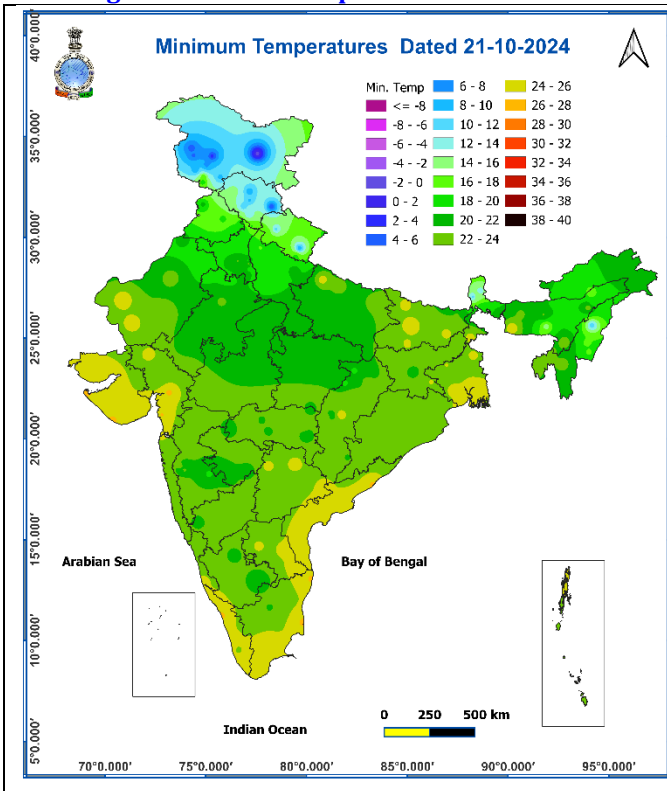 Minimum Temperatures Dated 21-10-2024
Min. Temp
<= -8
-8 - -6
-6 - -4
-4 - -2
-2 - 0
0 - 2
2 - 4
4 - 6
6 - 8
8 - 10
10 - 12
12 - 14
14 - 16
16 - 18
18 - 20
20 - 22
22 - 24
24 - 26
26 - 28
28 - 30
30 - 32
32 - 34
34 - 36
36 - 38
38 - 40
40°0.000'
35°0.000'
30°0.000'
25°0.000'
20°0.000'
15°0.000'
10°0.000'
5°0.000'
Arabian Sea
Bay of Bengal
Indian Ocean
0 250 500 km
70°0.000' 75°0.000' 80°0.000' 85°0.000' 90°0.000' 95°0.000'